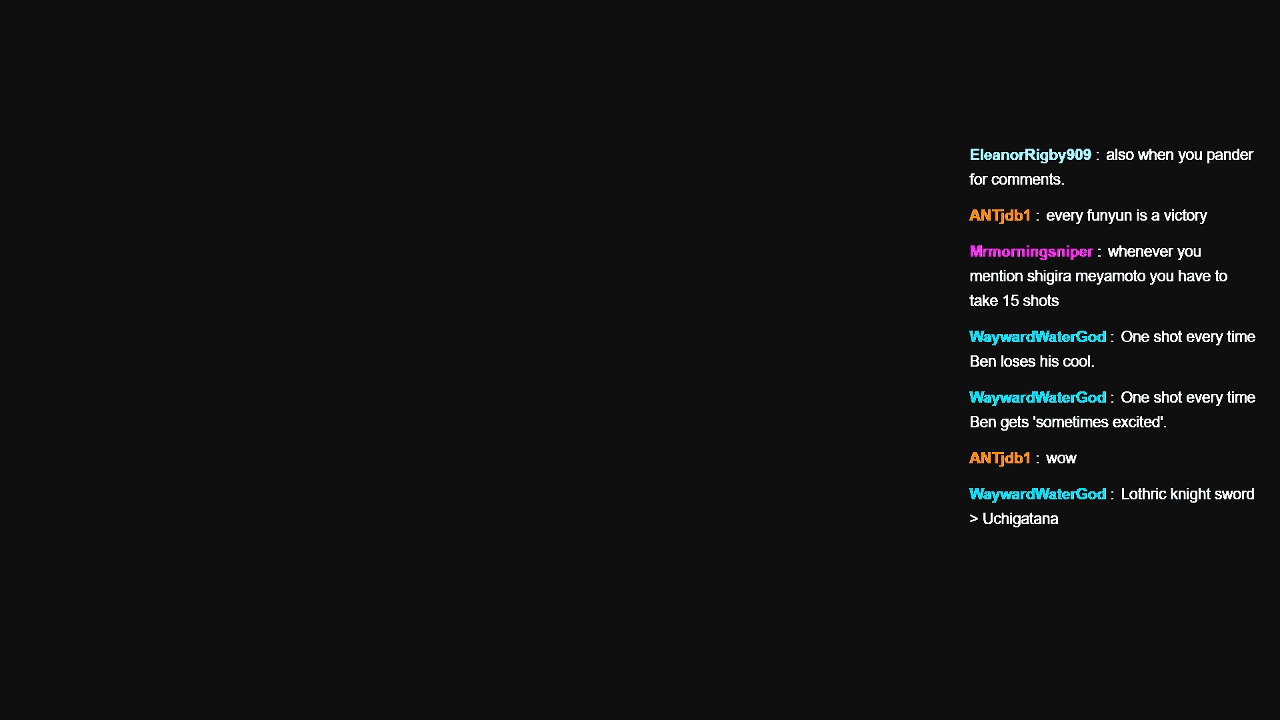 EleanorRigby909 : also when you pander
for comments.
ANTjdb1 : every funyun is a victory
Mrmorningsniper : whenever you
mention shigira meyamoto you have to
take 15 shots
WaywardWaterGod : One shot every time
Ben loses his cool.
WaywardWaterGod : One shot every time
Ben gets 'sometimes excited'.
ANTjdb1 : wow
WaywardWaterGod : Lothric knight sword
> Uchigatana